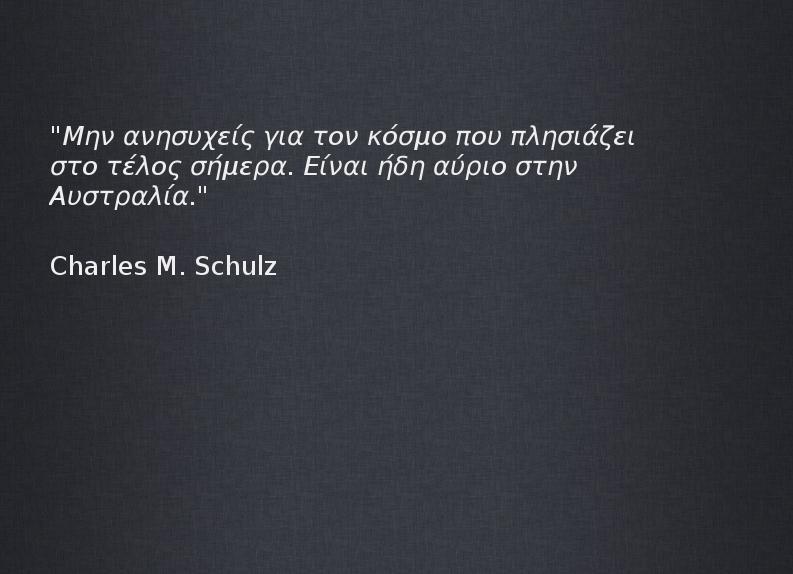 "Μην ανησυχείς για τον κόσμο που πλησιάζει
στο τέλος σήμερα. Είναι ήδη αύριο στην
Αυστραλία."
Charles M. Schulz